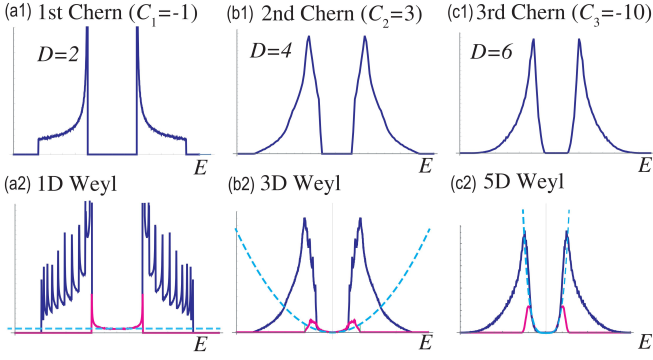 (a1) 1st Chern (C₁=-1)
D=2
E
(b1) 2nd Chern (C₂=3)
D=4
E
(c1) 3rd Chern (C₃=-10)
D=6
E
(a2) 1D Weyl
E
(b2) 3D Weyl
E
(c2) 5D Weyl
E